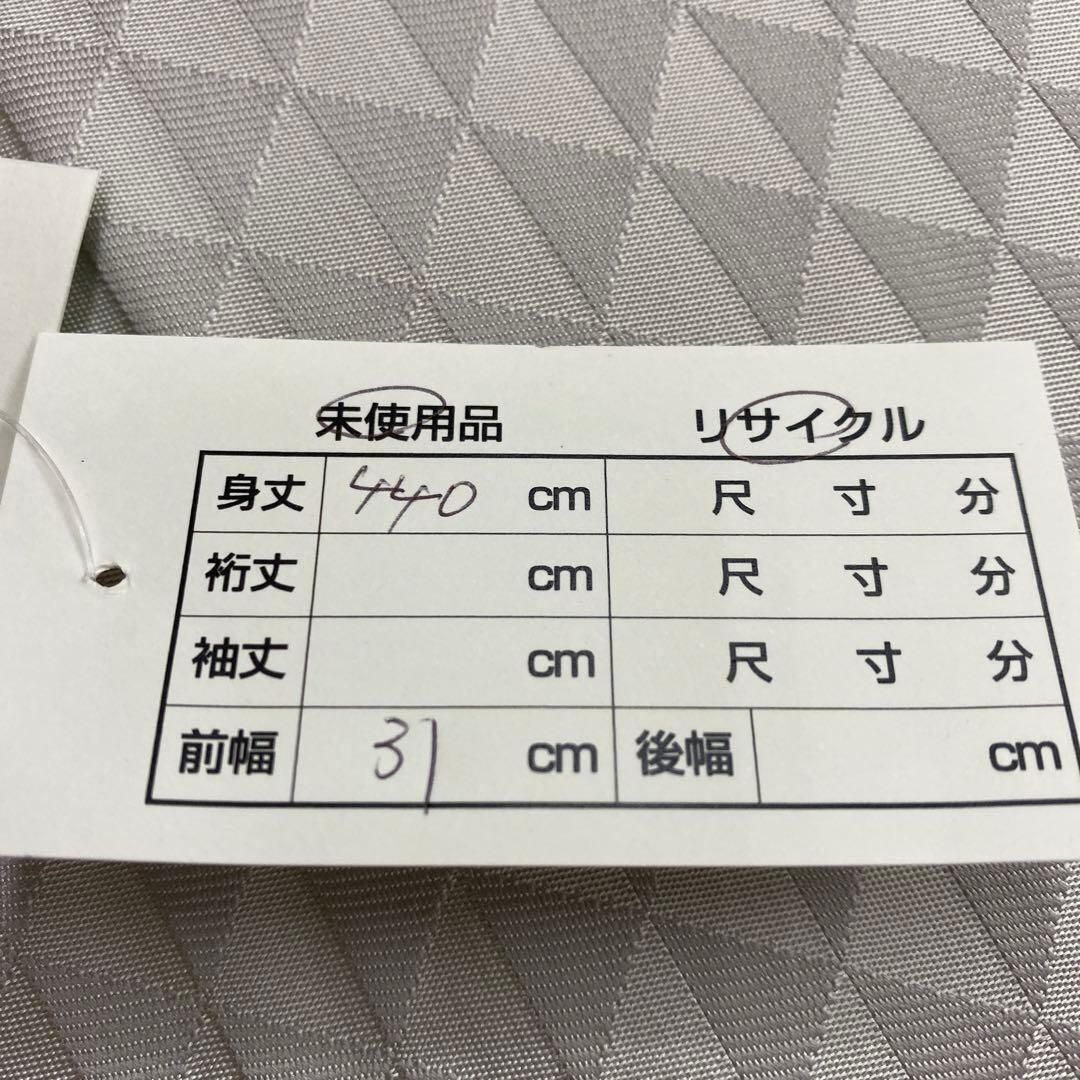 未使用品 リサイクル
身丈 440 cm 尺 寸 分
裄丈 cm 尺 寸 分
袖丈 cm 尺 寸 分
前幅 31 cm 後幅 cm